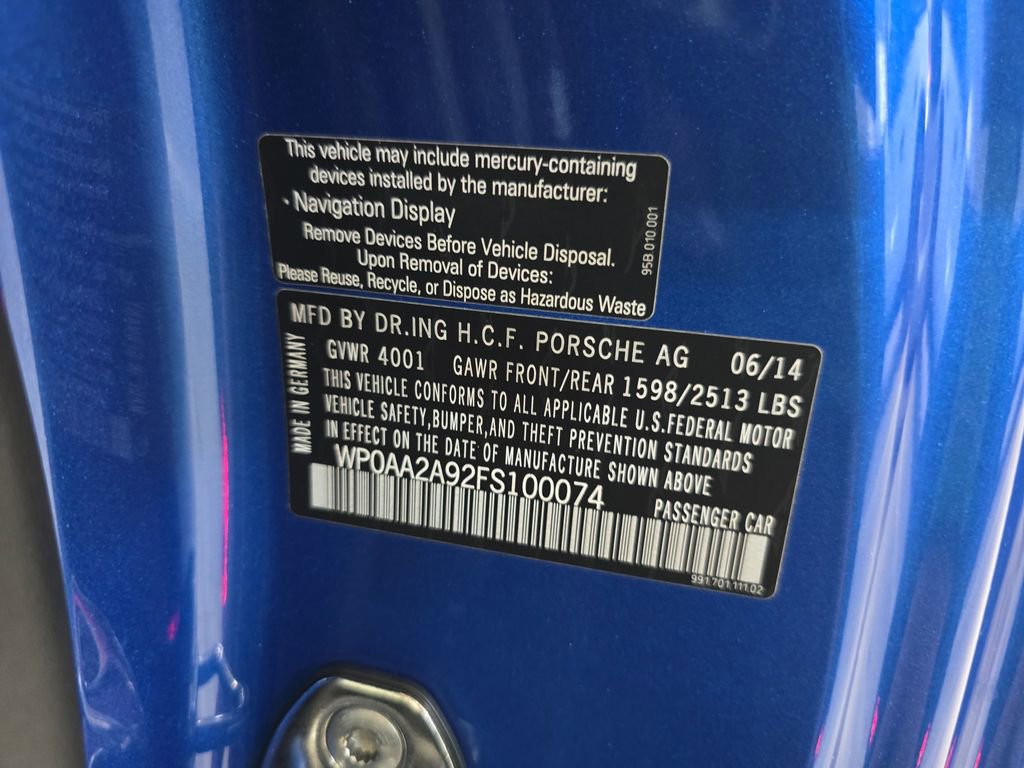 This vehicle may include mercury-containing
devices installed by the manufacturer:
- Navigation Display
Remove Devices Before Vehicle Disposal.
Upon Removal of Devices:
Please Reuse, Recycle, or Dispose as Hazardous Waste
95B.010.001
MFD BY DR.ING H.C.F. PORSCHE AG 06/14
GVWR 4001 GAWR FRONT/REAR 1598/2513 LBS
THIS VEHICLE CONFORMS TO ALL APPLICABLE U.S.FEDERAL MOTOR
VEHICLE SAFETY,BUMPER,AND THEFT PREVENTION STANDARDS
IN EFFECT ON THE DATE OF MANUFACTURE SHOWN ABOVE
WP0AA2A92FS100074 PASSENGER CAR
MADE IN GERMANY
991.701.111.02